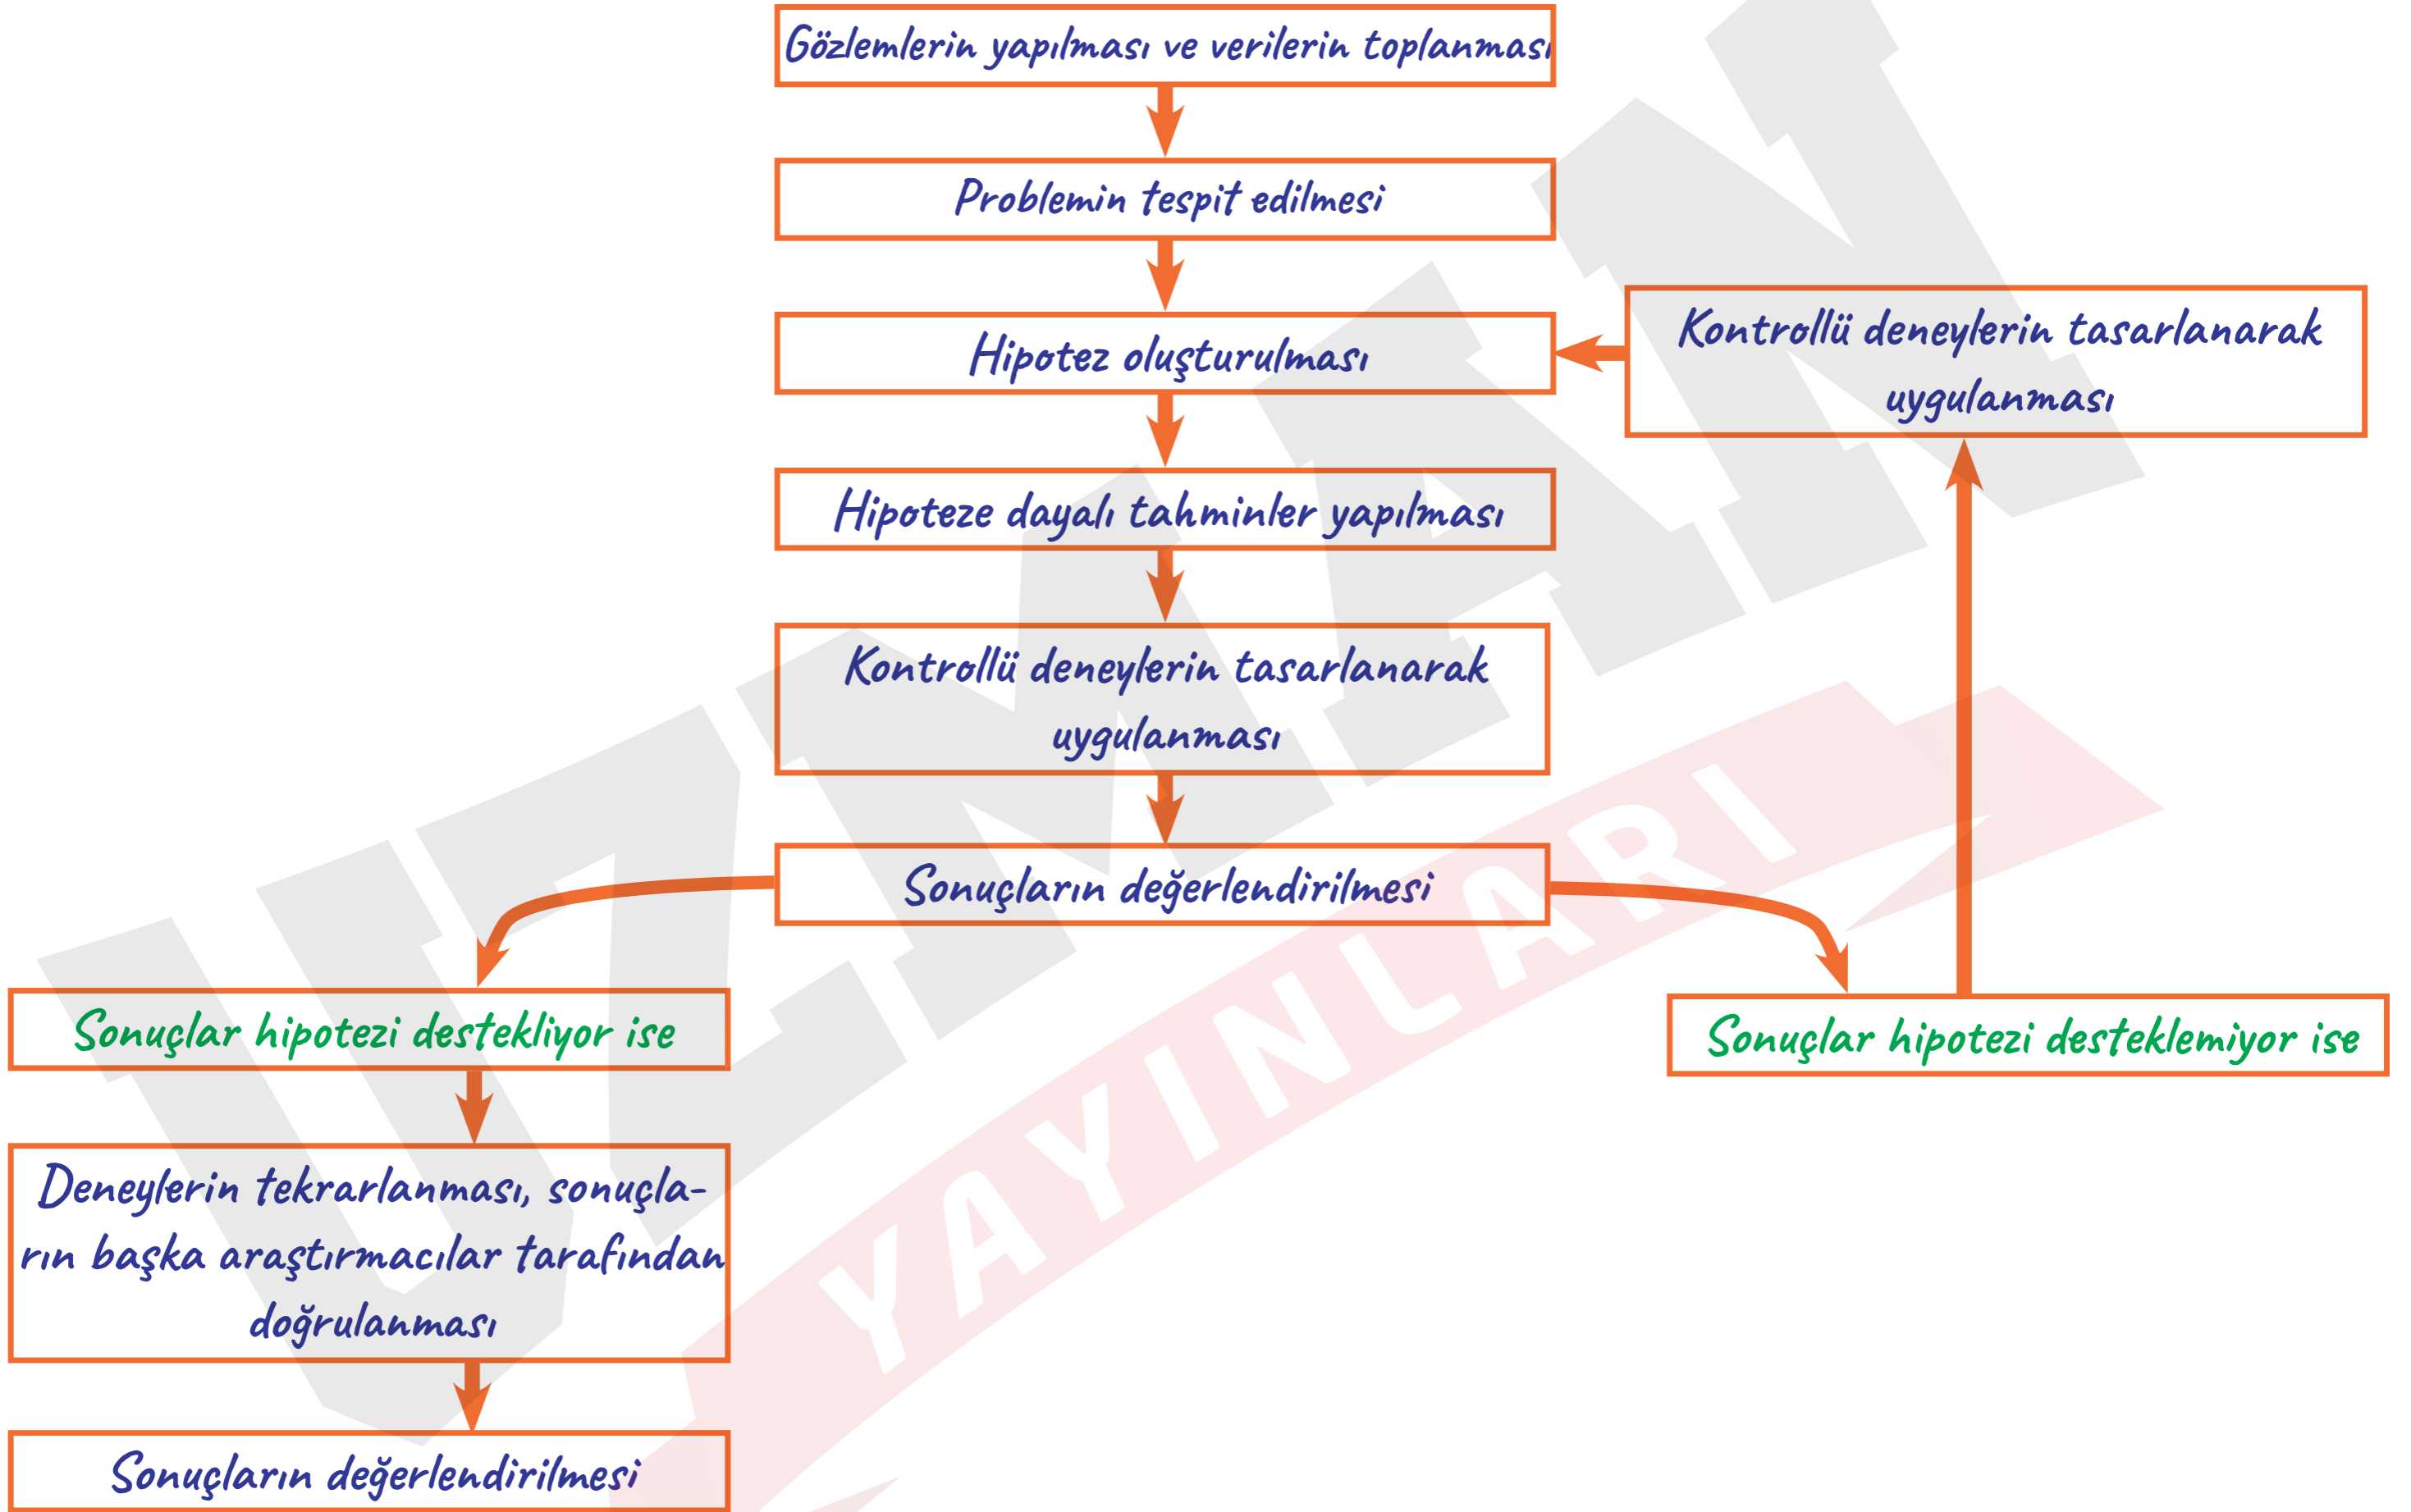 Gözlemlerin yapılması ve verilerin toplanması
Problemin tespit edilmesi
Hipotez oluşturulması
Kontrollü deneylerin tasarlanarak
uygulanması
Hipoteze dayalı tahminler yapılması
Kontrollü deneylerin tasarlanarak
uygulanması
Sonuçların değerlendirilmesi
Sonuçlar hipotezi destekliyor ise
Sonuçlar hipotezi desteklemiyor ise
Deneylerin tekrarlanması, sonuçla-
rın başka araştırmacılar tarafından
doğrulanması
Sonuçların değerlendirilmesi
UZMAN
YAYINLARI